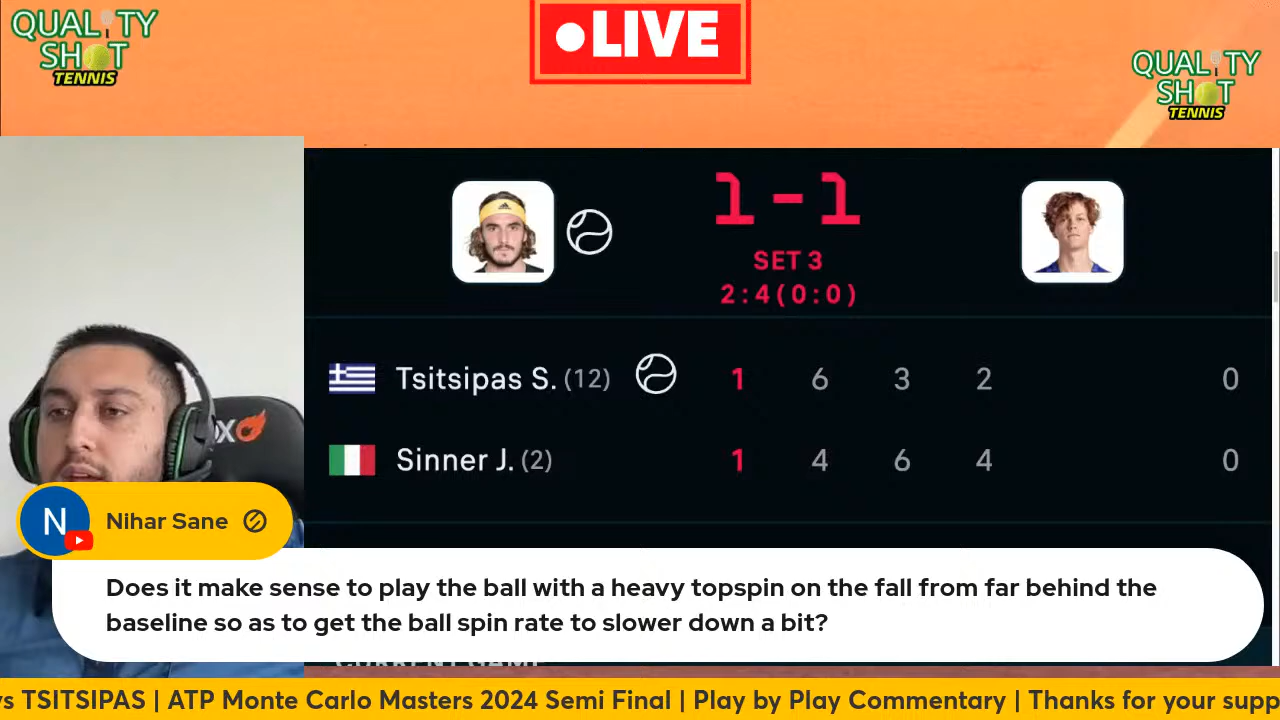 QUALITY
SHOT
TENNIS
LIVE
QUALITY
SHOT
TENNIS
1-1
SET 3
2:4(0:0)
Tsitsipas S. (12) 1 6 3 2 0
Sinner J. (2) 1 4 6 4 0
N Nihar Sane
Does it make sense to play the ball with a heavy topspin on the fall from far behind the
baseline so as to get the ball spin rate to slower down a bit?
CURRENT GAME
vs TSITSIPAS | ATP Monte Carlo Masters 2024 Semi Final | Play by Play Commentary | Thanks for your supp